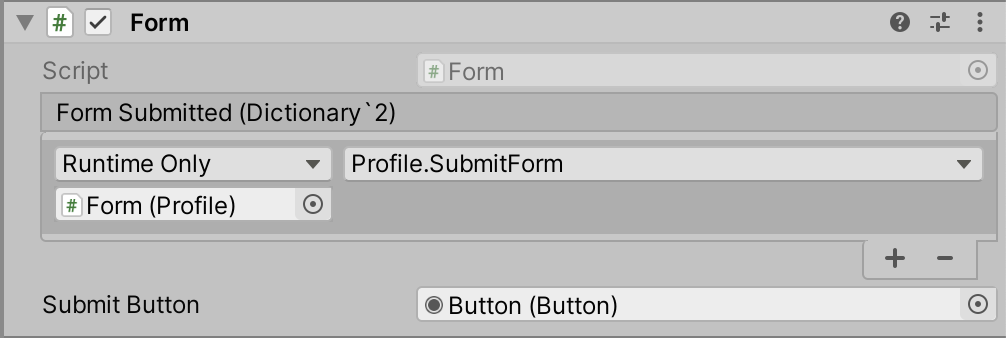 Form
Script
Form
Form Submitted (Dictionary`2)
Runtime Only
Profile.SubmitForm
Form (Profile)
Submit Button
Button (Button)